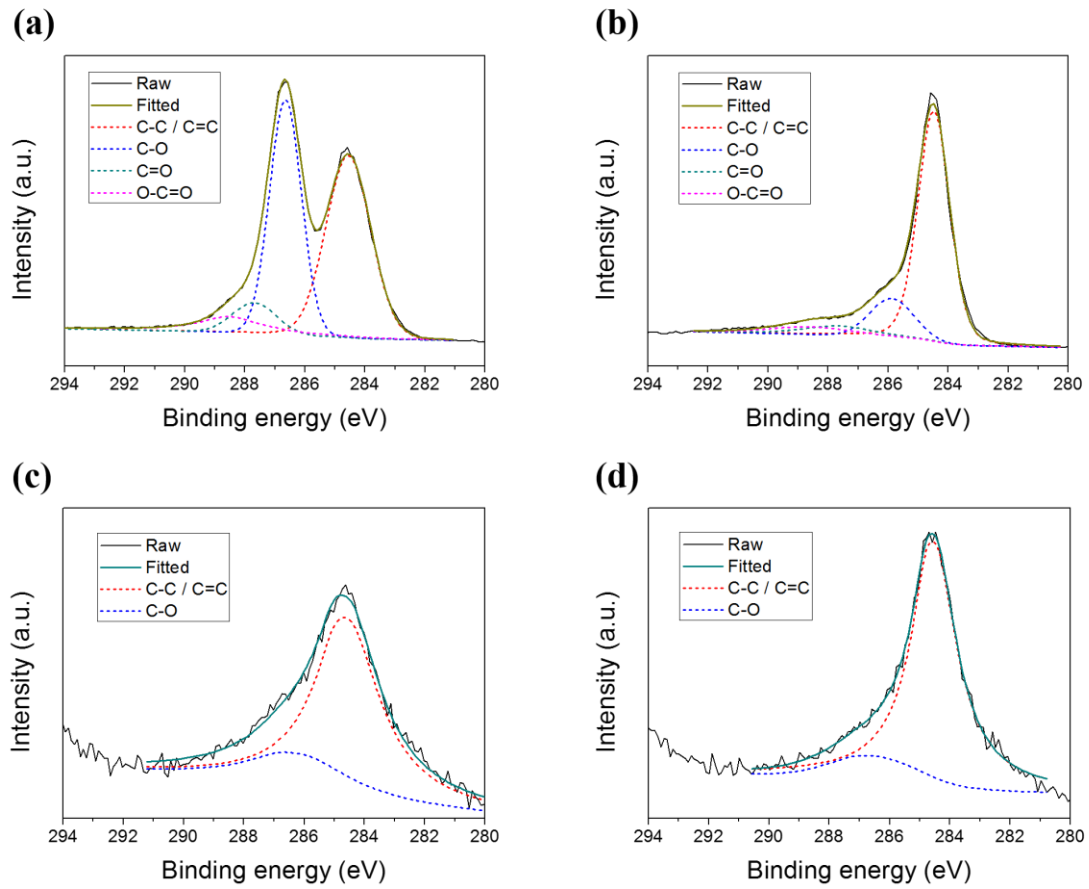 (a)
Raw
Fitted
C-C / C=C
C-O
C=O
O-C=O
Intensity (a.u.)
294 292 290 288 286 284 282 280
Binding energy (eV)
(b)
Raw
Fitted
C-C / C=C
C-O
C=O
O-C=O
Intensity (a.u.)
294 292 290 288 286 284 282 280
Binding energy (eV)
(c)
Raw
Fitted
C-C / C=C
C-O
Intensity (a.u.)
294 292 290 288 286 284 282 280
Binding energy (eV)
(d)
Raw
Fitted
C-C / C=C
C-O
Intensity (a.u.)
294 292 290 288 286 284 282 280
Binding energy (eV)